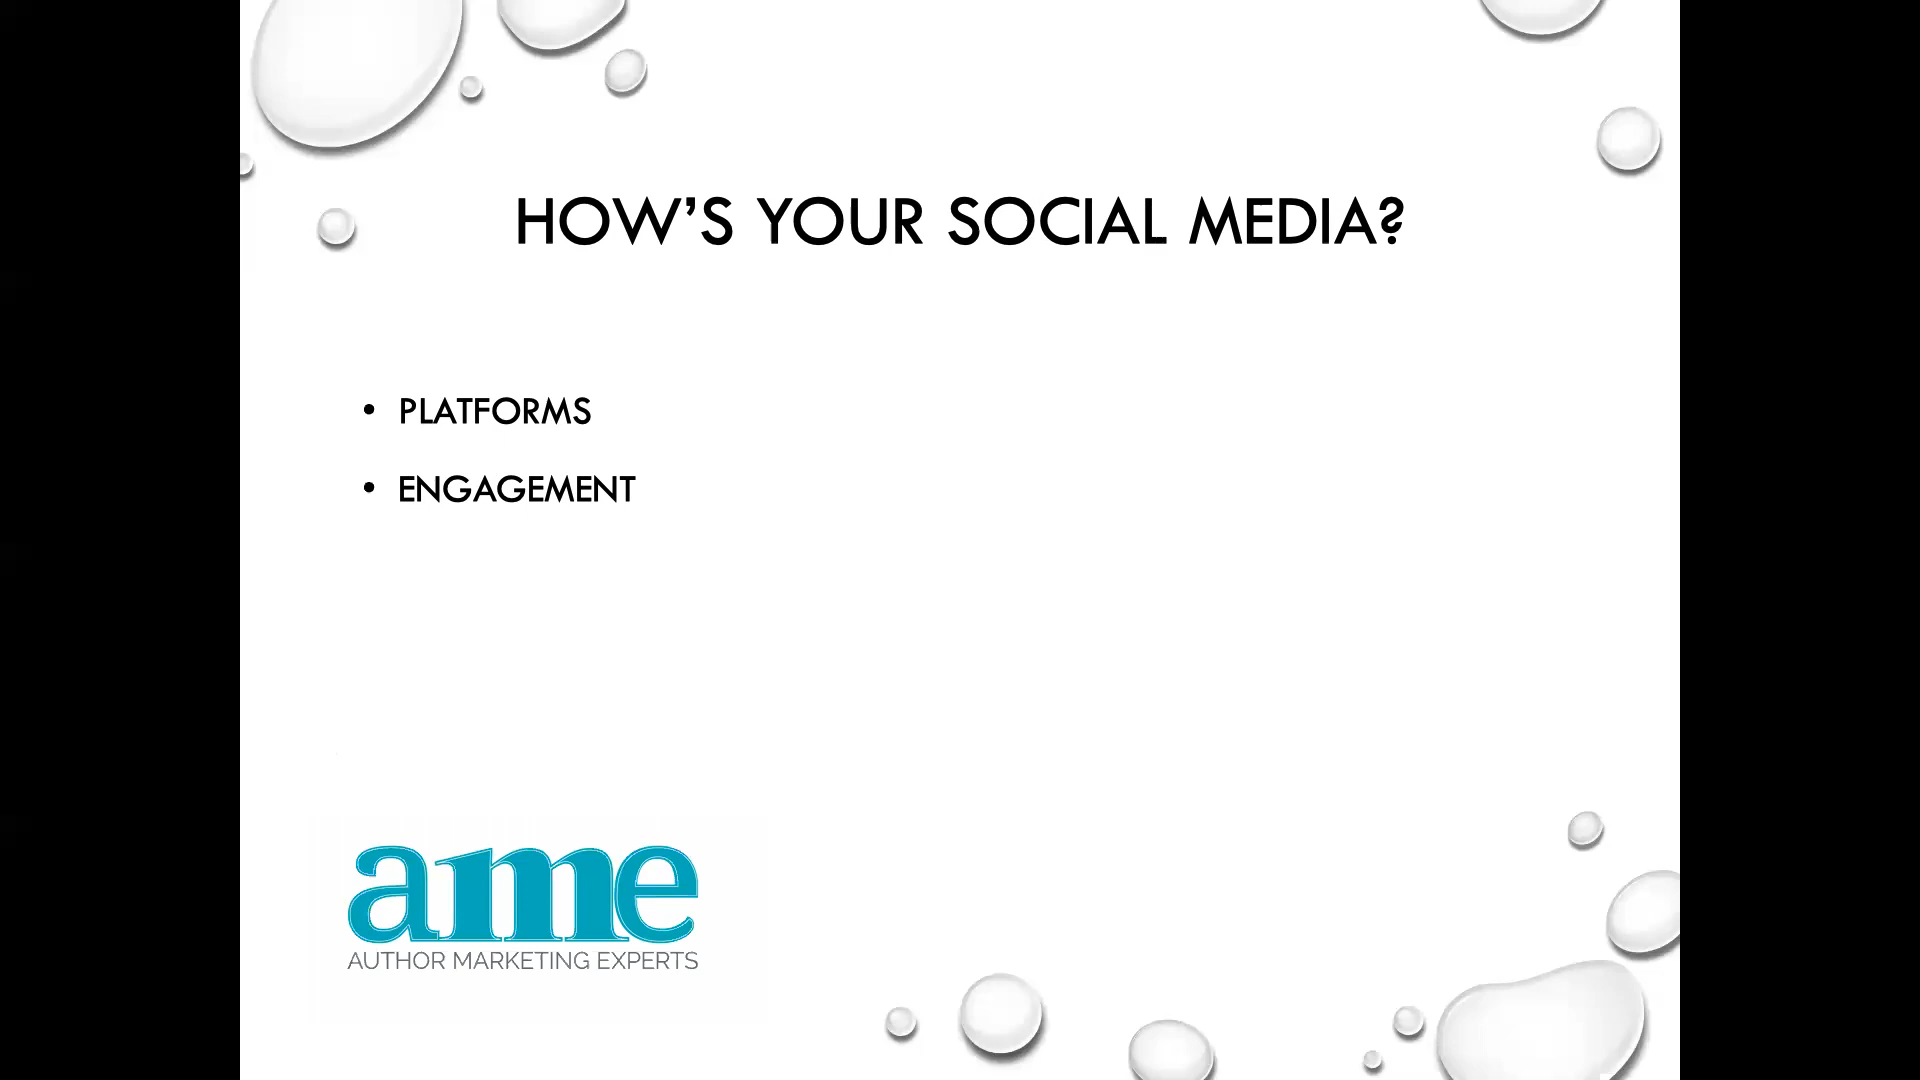 HOW’S YOUR SOCIAL MEDIA?
• PLATFORMS
• ENGAGEMENT
ame
AUTHOR MARKETING EXPERTS